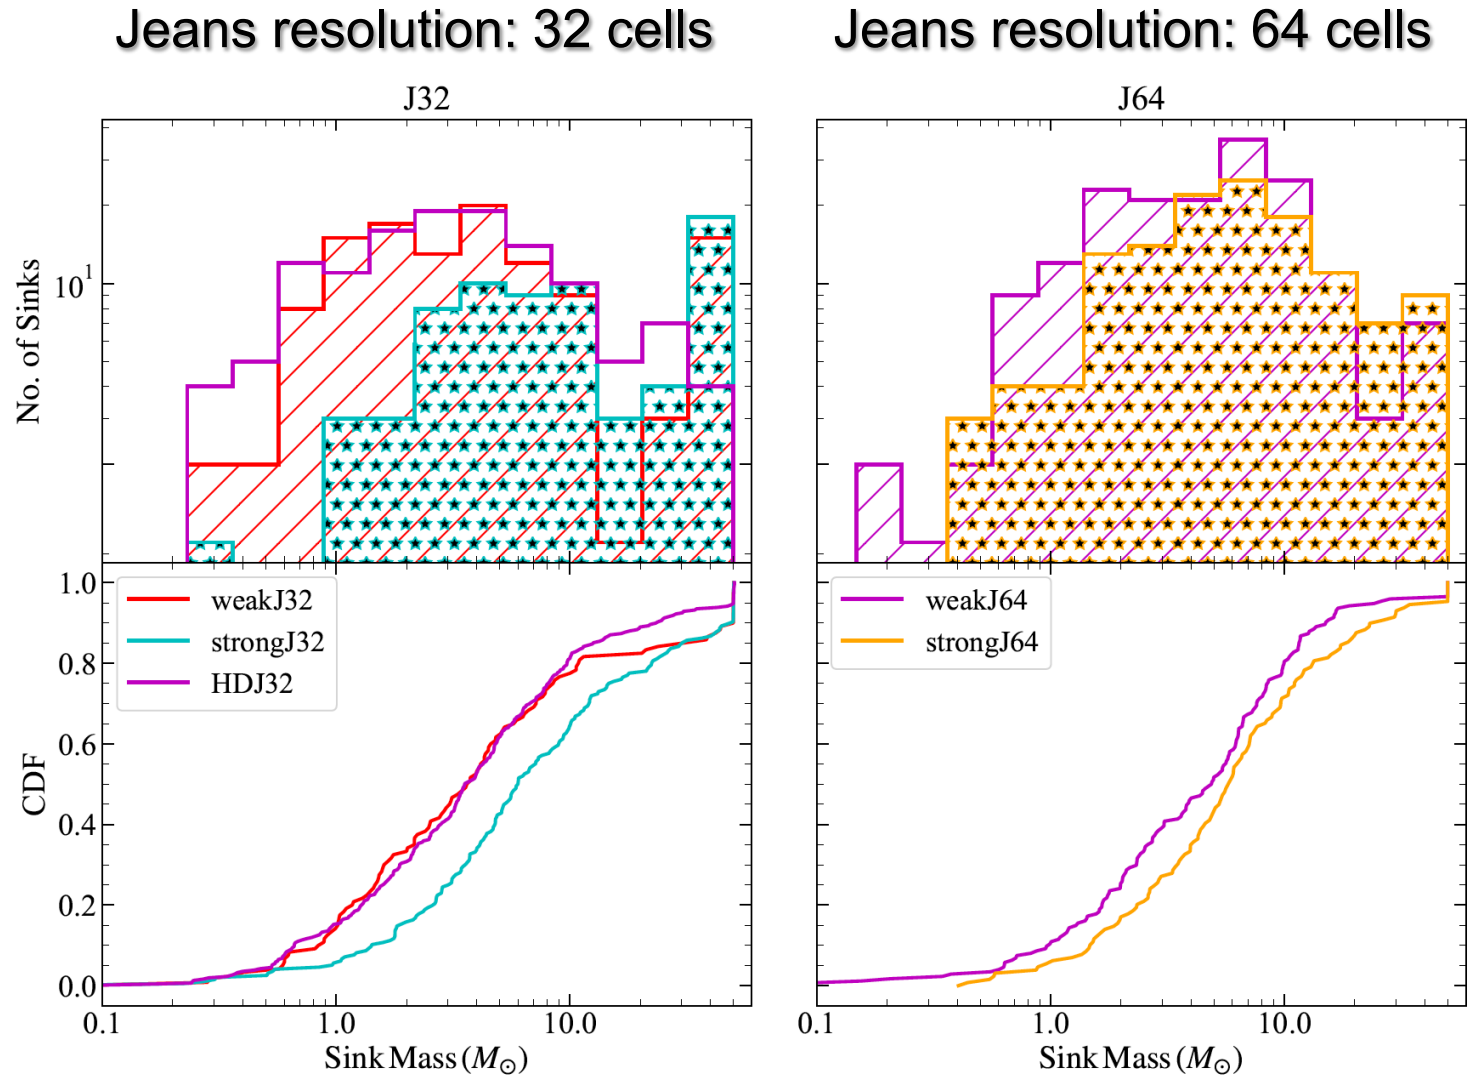 Jeans resolution: 32 cells
Jeans resolution: 64 cells
J32
J64
No. of Sinks
10¹
CDF
1.0
0.8
0.6
0.4
0.2
0.0
weakJ32
strongJ32
HDJ32
weakJ64
strongJ64
0.1 1.0 10.0
0.1 1.0 10.0
Sink Mass (M☉)
Sink Mass (M☉)